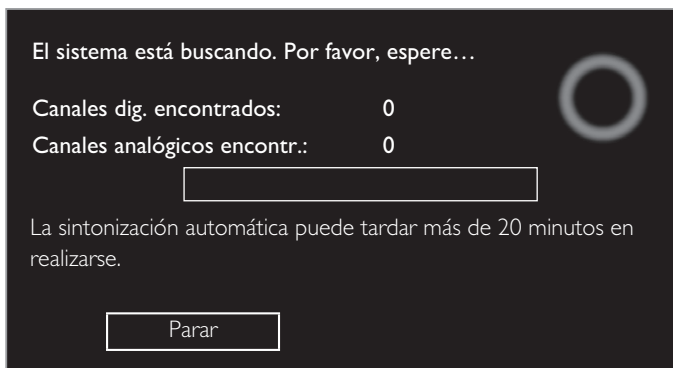 El sistema está buscando. Por favor, espere…
Canales dig. encontrados: 0
Canales analógicos encontr.: 0
La sintonización automática puede tardar más de 20 minutos en
realizarse.
Parar